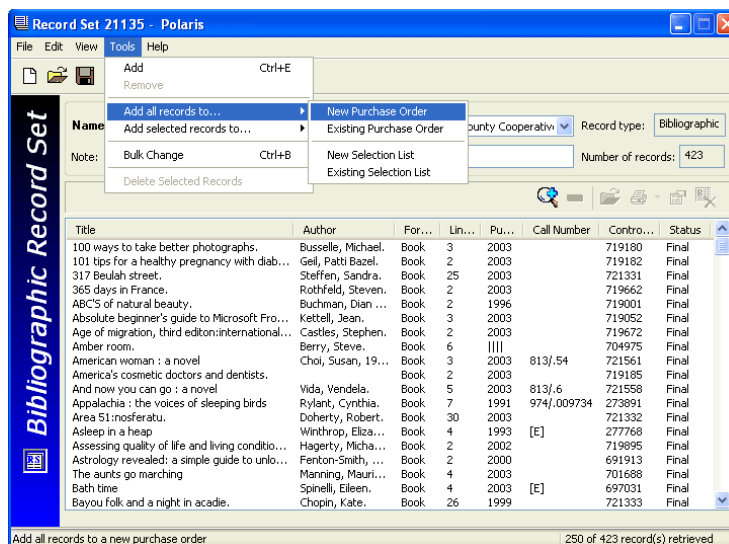 Record Set 21135 - Polaris
File Edit View Tools Help
Add Ctrl+E
Remove
Add all records to...
Add selected records to...
Bulk Change Ctrl+B
Delete Selected Records
New Purchase Order
Existing Purchase Order
New Selection List
Existing Selection List
Name
ounty Cooperativ
Record type: Bibliographic
Note:
Number of records: 423
Bibliographic Record Set
Title Author For... Lin... Pu... Call Number Contro... Status
100 ways to take better photographs. Busselle, Michael. Book 3 2003 719180 Final
101 tips for a healthy pregnancy with diab... Geil, Patti Bazel. Book 2 2003 719182 Final
317 Beulah street. Steffen, Sandra. Book 25 2003 721331 Final
365 days in France. Rothfeld, Steven. Book 2 2003 719662 Final
ABC'S of natural beauty. Buchman, Dian ... Book 2 1996 719001 Final
Absolute beginner's guide to Microsoft Fro... Kettell, Jean. Book 3 2003 719052 Final
Age of migration, third editon:international... Castles, Stephen. Book 2 2003 719672 Final
Amber room. Berry, Steve. Book 6 |||| 704975 Final
American woman : a novel Choi, Susan, 19... Book 3 2003 813/.54 721561 Final
America's cosmetic doctors and dentists. Book 2 2003 719185 Final
And now you can go : a novel Vida, Vendela. Book 5 2003 813/.6 721558 Final
Appalachia : the voices of sleeping birds Rylant, Cynthia. Book 7 1991 974/.009734 273891 Final
Area 51:nosferatu. Doherty, Robert. Book 30 2003 721332 Final
Asleep in a heap Winthrop, Eliza... Book 4 1993 [E] 277768 Final
Assessing quality of life and living conditio... Hagerty, Micha... Book 2 2002 719895 Final
Astrology revealed: a simple guide to unlo... Fenton-Smith, ... Book 2 2000 691913 Final
The aunts go marching Manning, Mauri... Book 4 2003 701688 Final
Bath time Spinelli, Eileen. Book 4 2003 [E] 697031 Final
Bayou folk and a night in acadie. Chopin, Kate. Book 26 1999 721333 Final
Add all records to a new purchase order 250 of 423 record(s) retrieved